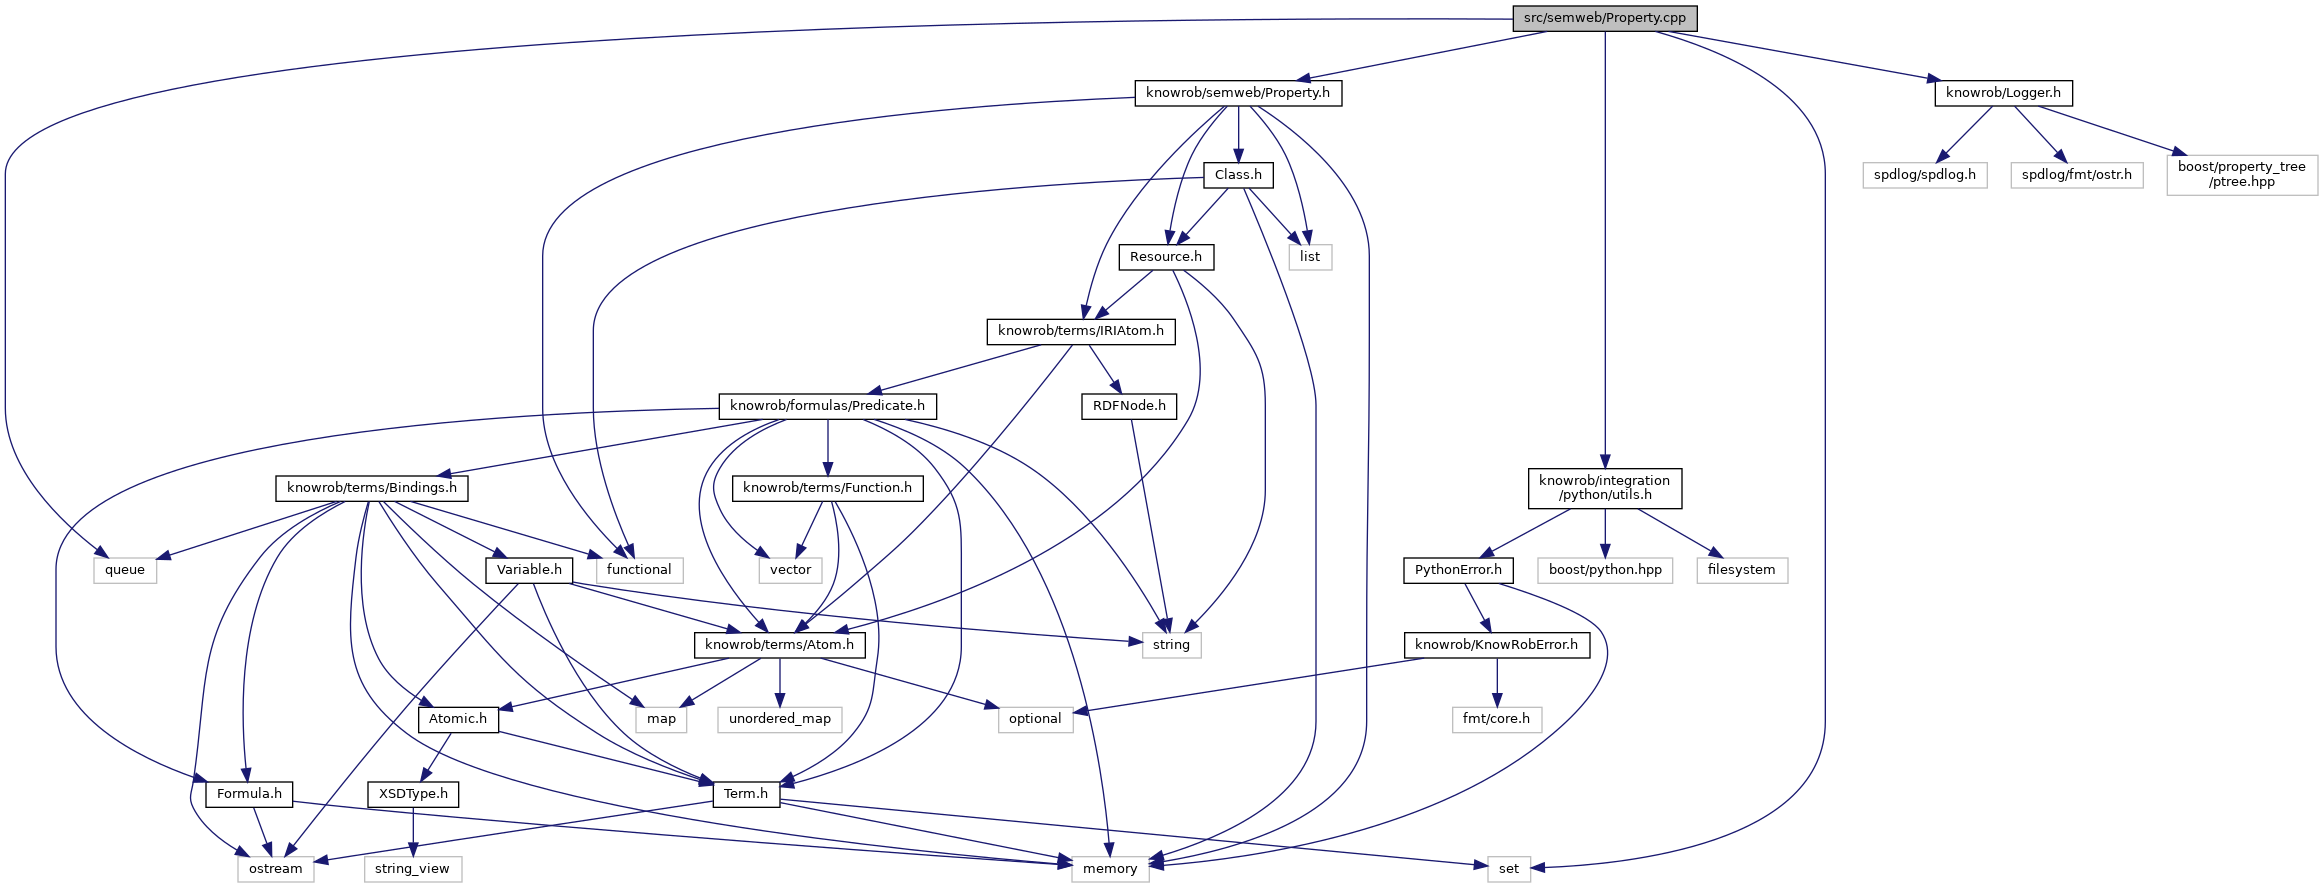 src/semweb/Property.cpp
knowrob/semweb/Property.h
knowrob/Logger.h
Class.h
spdlog/spdlog.h
spdlog/fmt/ostr.h
boost/property_tree
/ptree.hpp
Resource.h
list
knowrob/terms/IRIAtom.h
knowrob/formulas/Predicate.h
RDFNode.h
knowrob/terms/Bindings.h
knowrob/terms/Function.h
knowrob/integration
/python/utils.h
queue
Variable.h
functional
vector
PythonError.h
boost/python.hpp
filesystem
knowrob/terms/Atom.h
string
knowrob/KnowRobError.h
Atomic.h
map
unordered_map
optional
fmt/core.h
Formula.h
XSDType.h
Term.h
ostream
string_view
memory
set